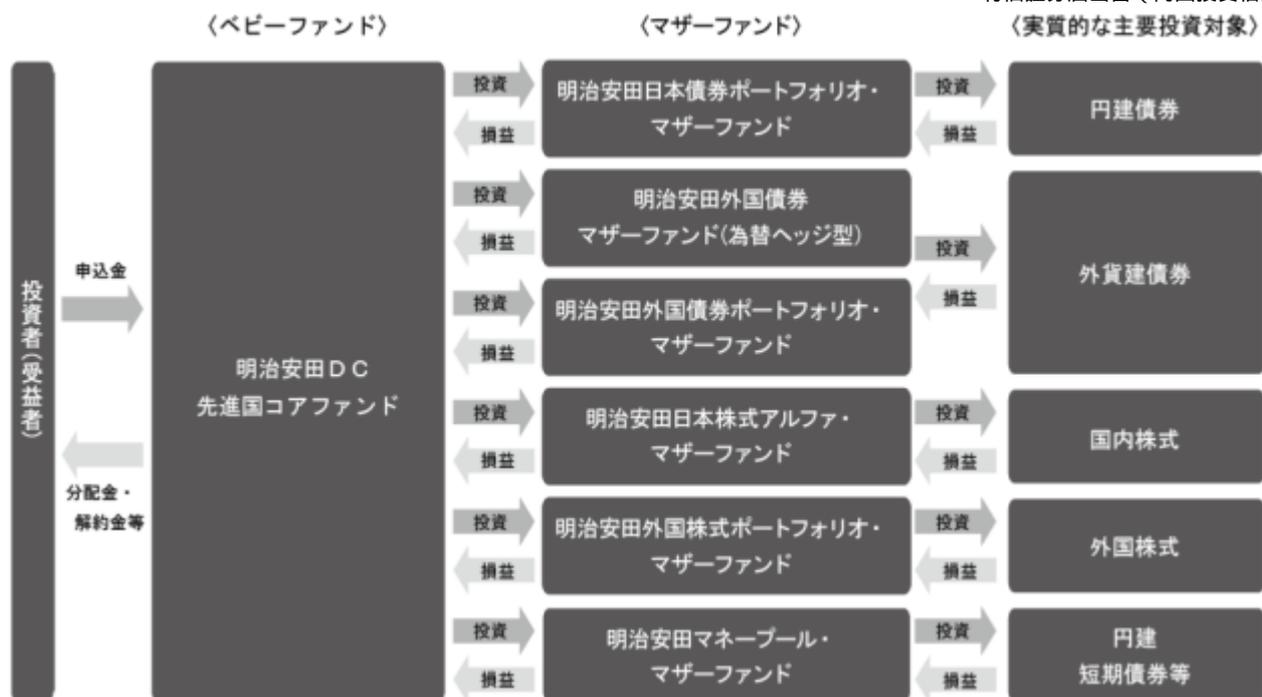 〈ベビーファンド〉
〈マザーファンド〉
〈実質的な主要投資対象〉
投資者(受益者)
申込金
分配金・
解約金等
明治安田DC
先進国コアファンド
投資
損益
明治安田日本債券ポートフォリオ・
マザーファンド
投資
損益
円建債券
投資
損益
明治安田外国債券
マザーファンド(為替ヘッジ型)
投資
損益
明治安田外国債券ポートフォリオ・
マザーファンド
投資
損益
外貨建債券
投資
損益
明治安田日本株式アルファ・
マザーファンド
投資
損益
国内株式
投資
損益
明治安田外国株式ポートフォリオ・
マザーファンド
投資
損益
外国株式
投資
損益
明治安田マネープール・
マザーファンド
投資
損益
円建
短期債券等